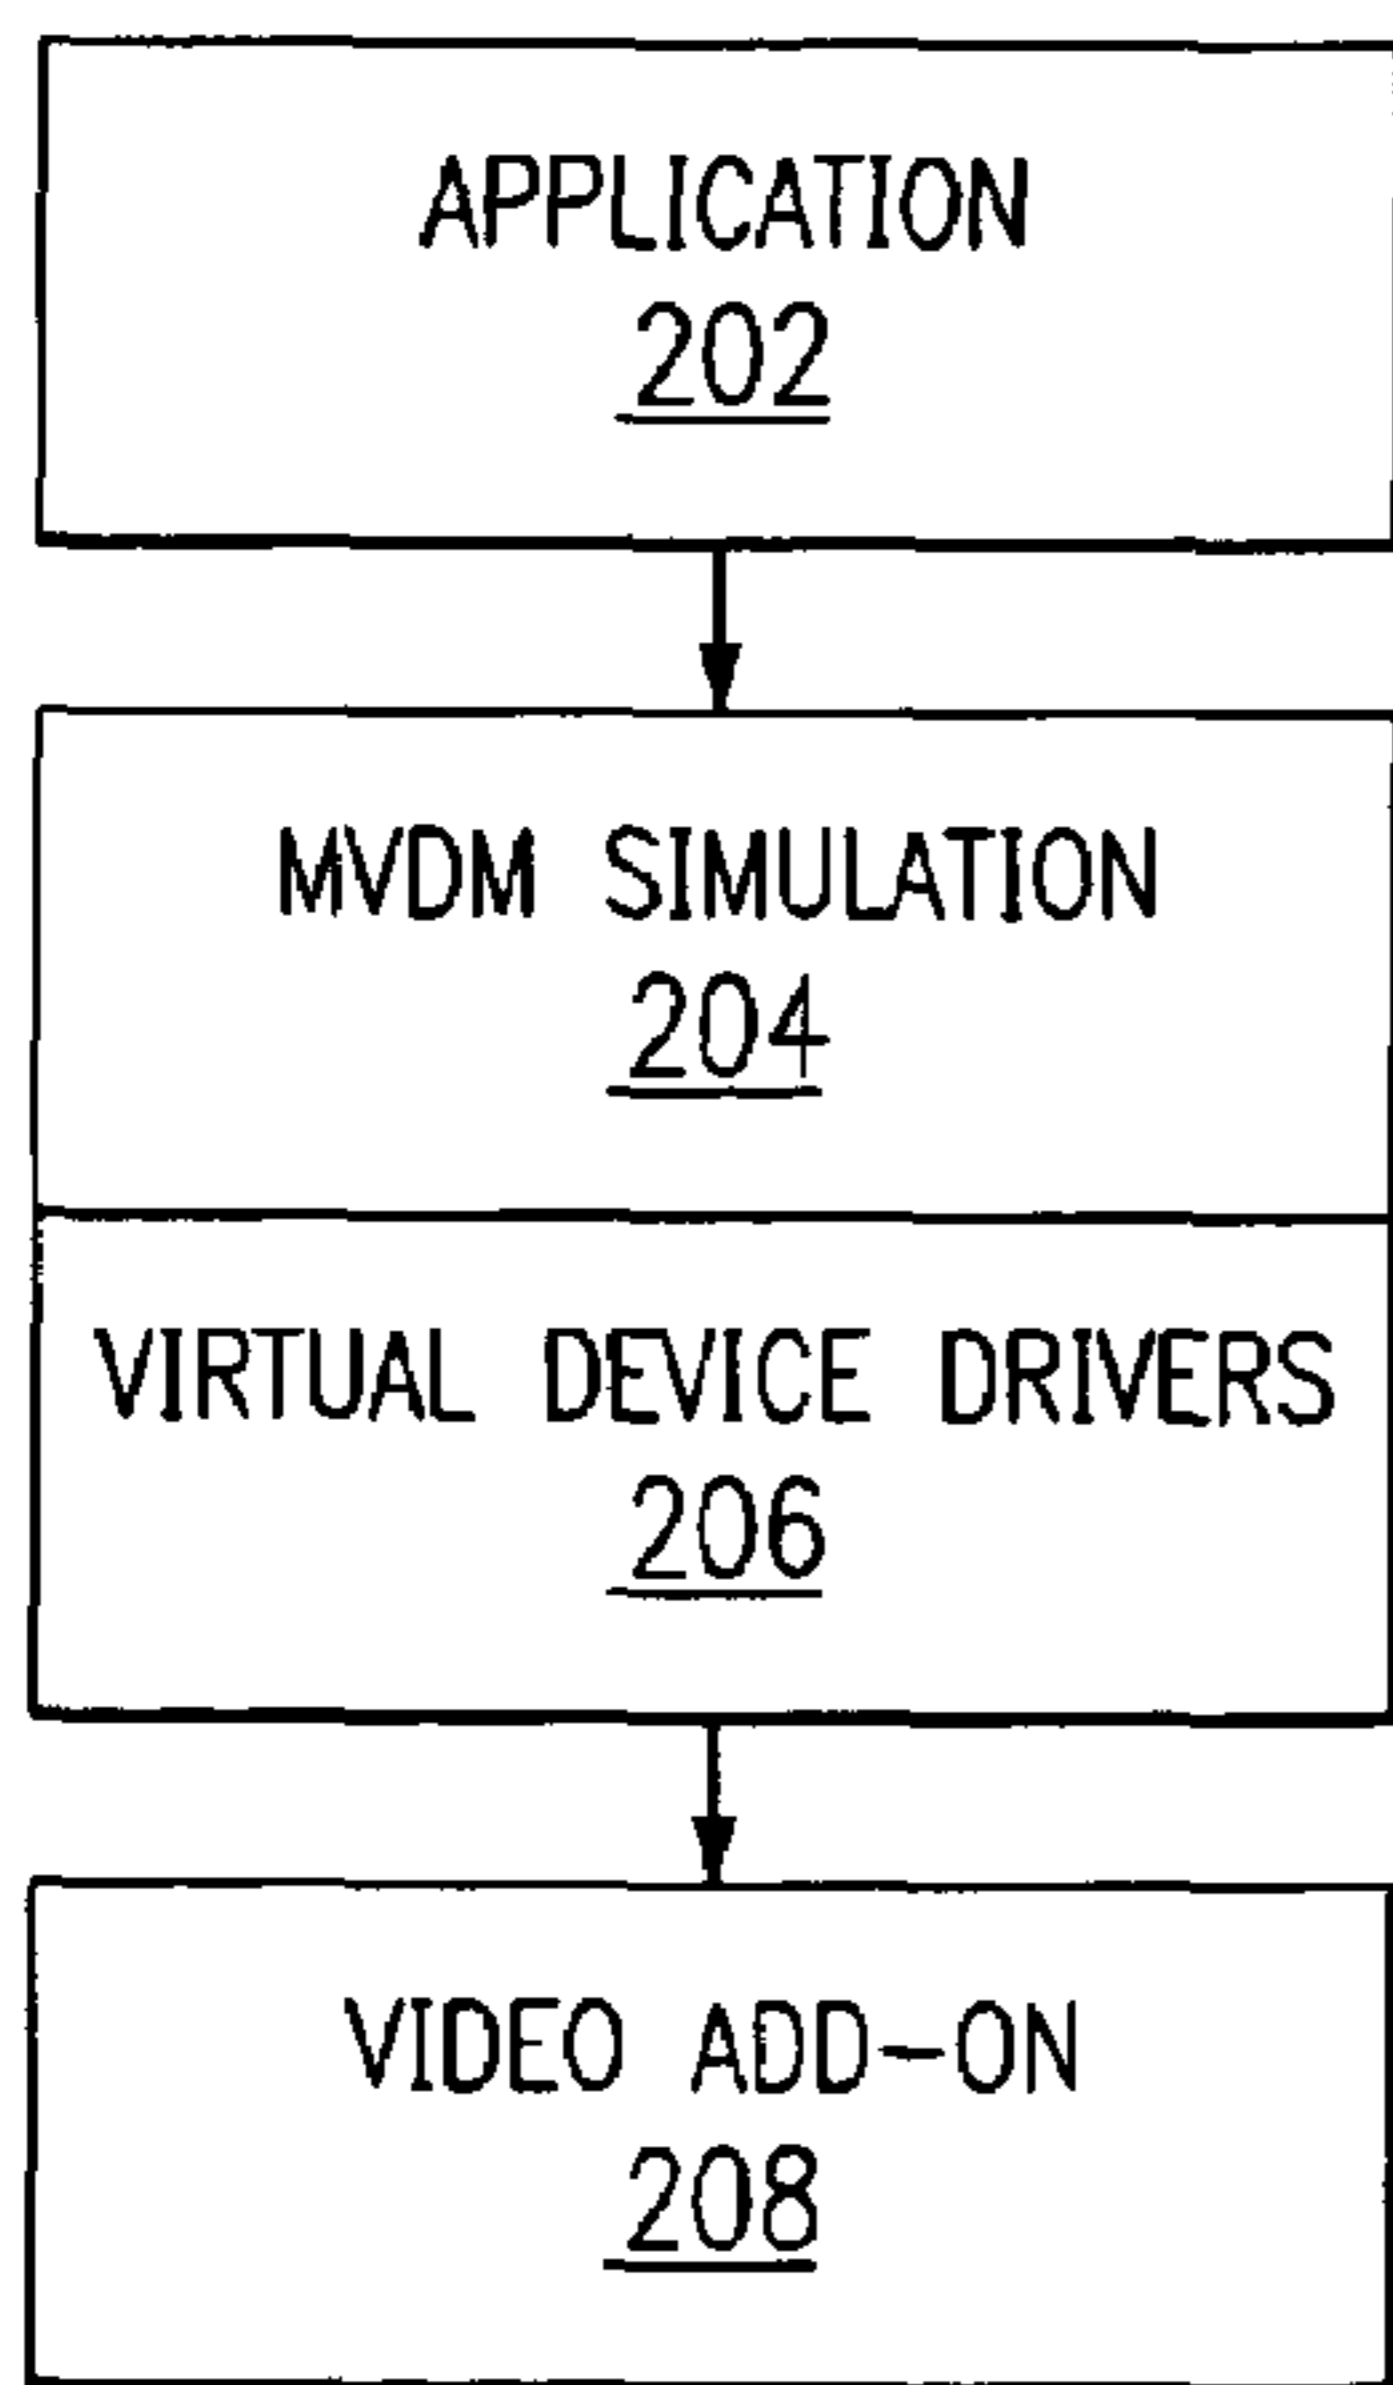 APPLICATION
202
MVDM SIMULATION
204
VIRTUAL DEVICE DRIVERS
206
VIDEO ADD-ON
208